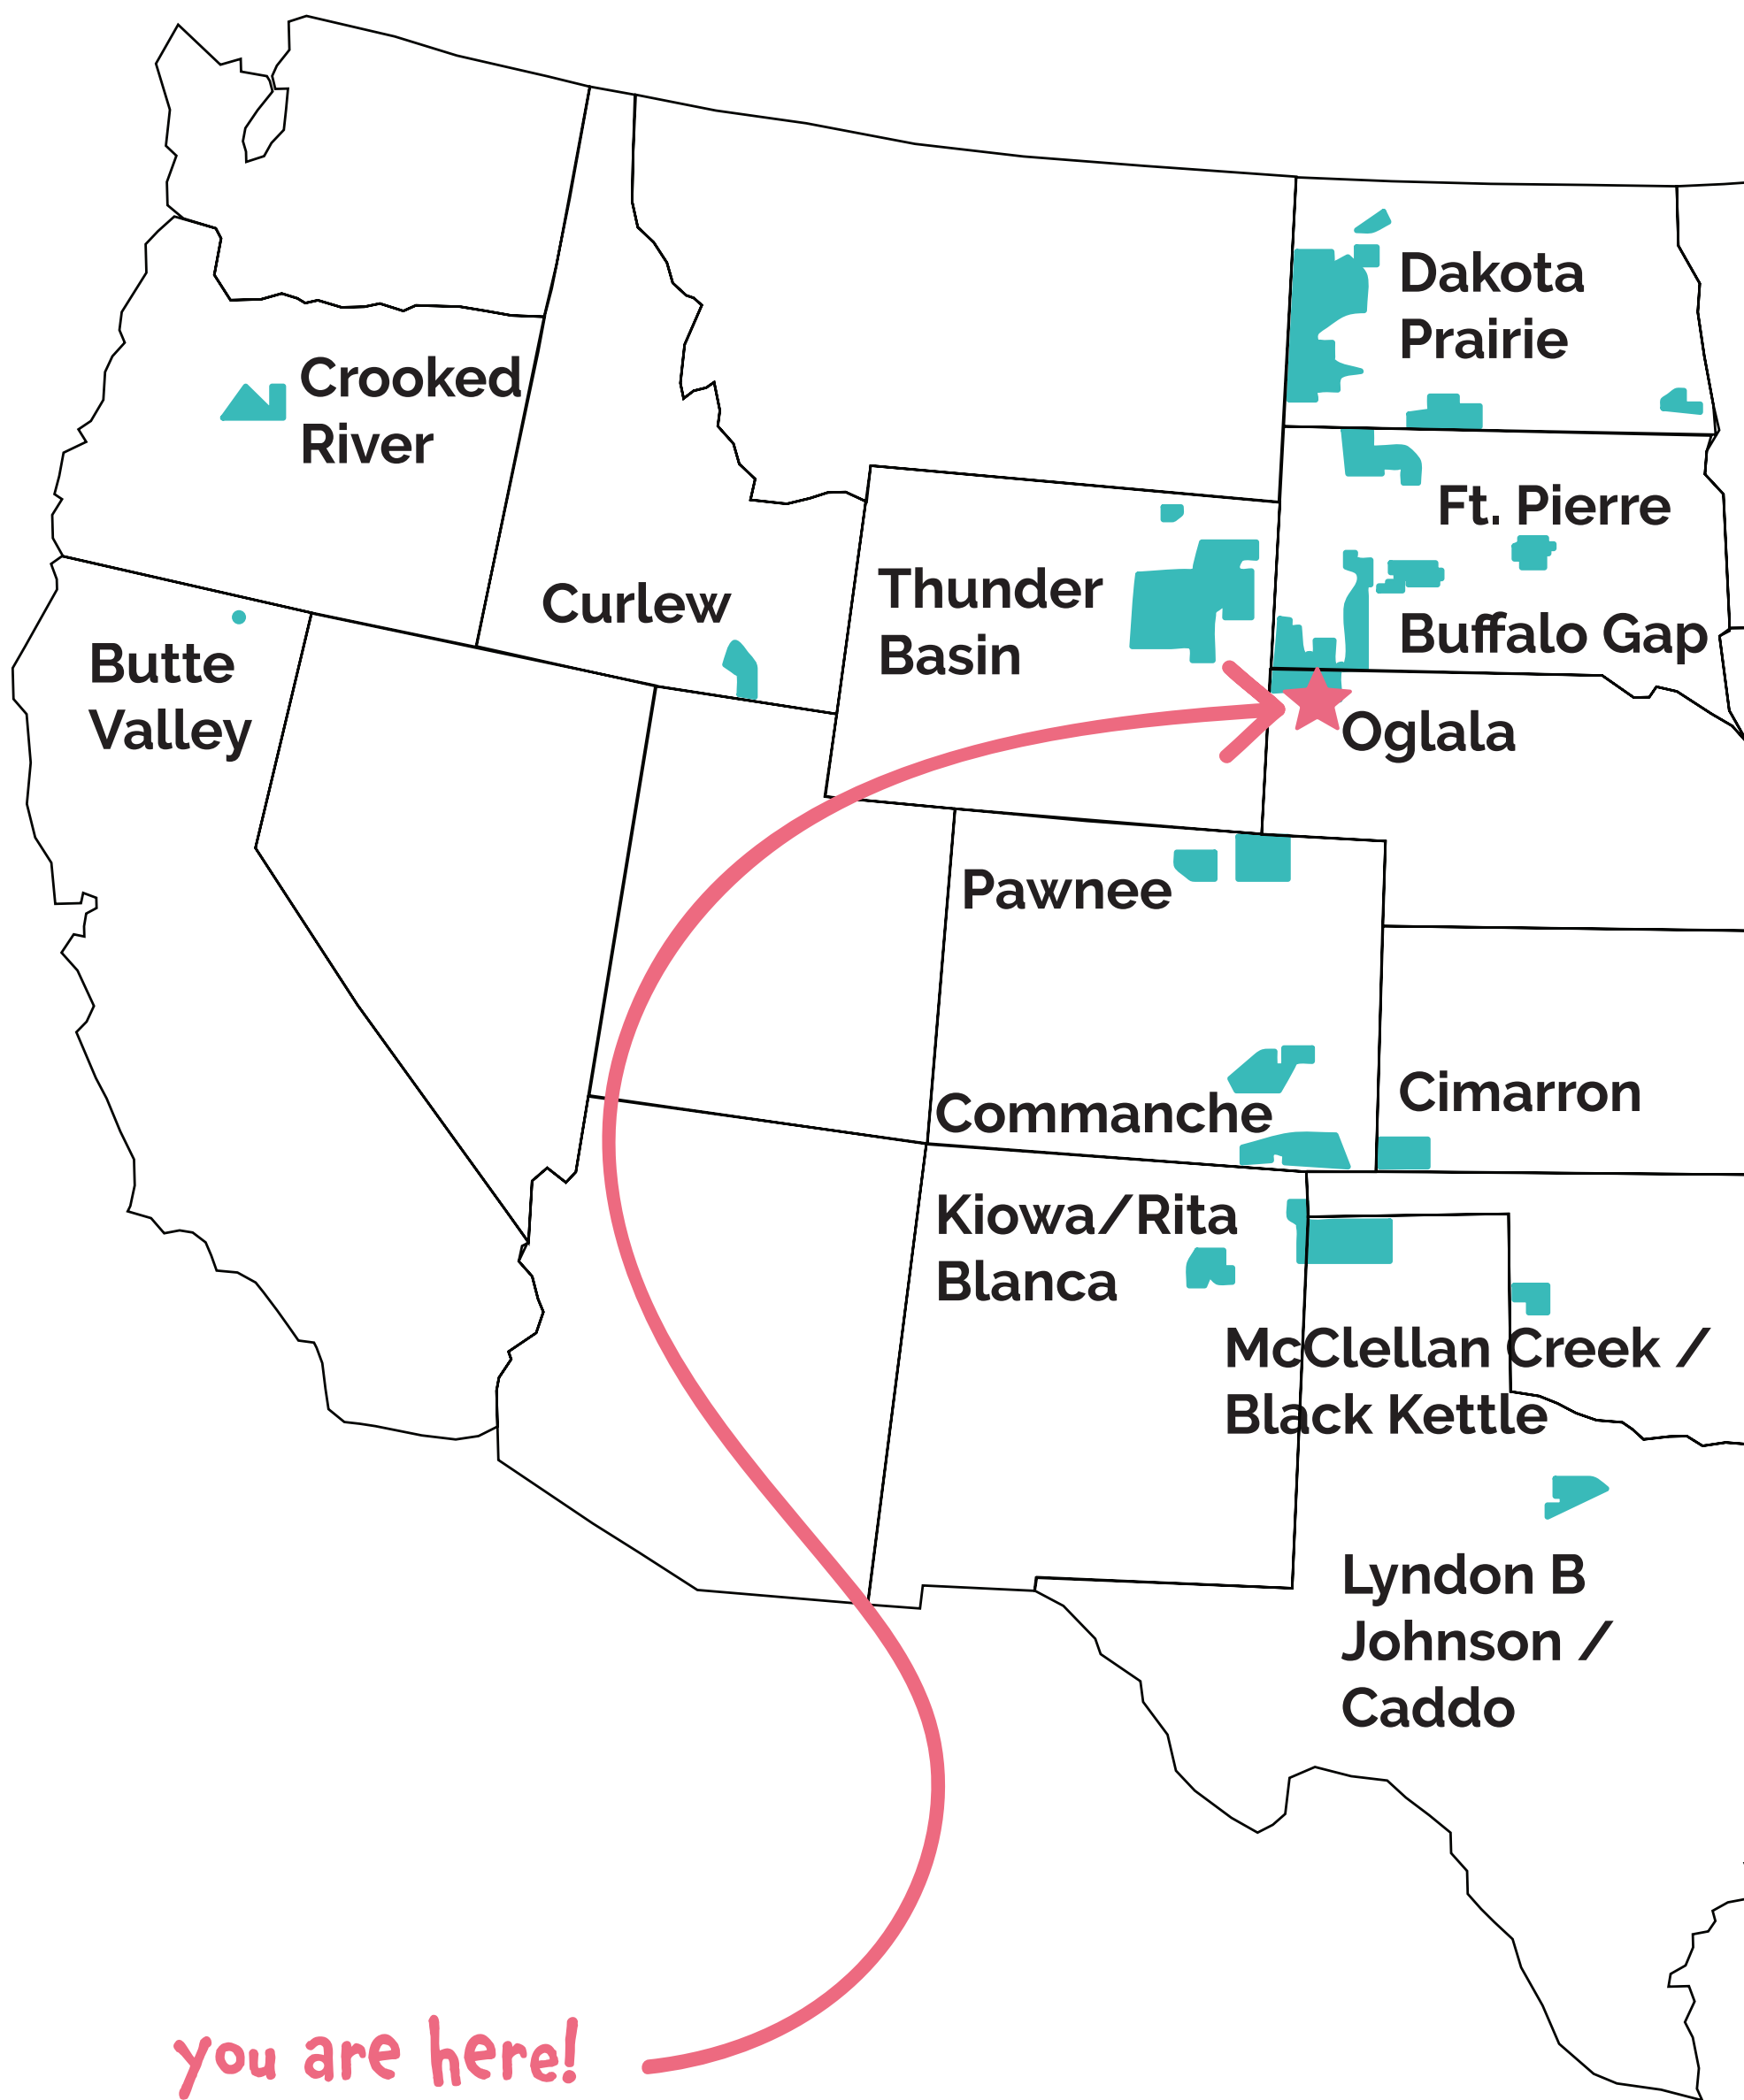 Dakota
Prairie
Crooked
River
Ft. Pierre
Curlew
Thunder
Basin
Buffalo Gap
Butte
Valley
Oglala
Pawnee
Commanche
Cimarron
Kiowa/Rita
Blanca
McClellan Creek /
Black Kettle
Lyndon B
Johnson /
Caddo
you are here!